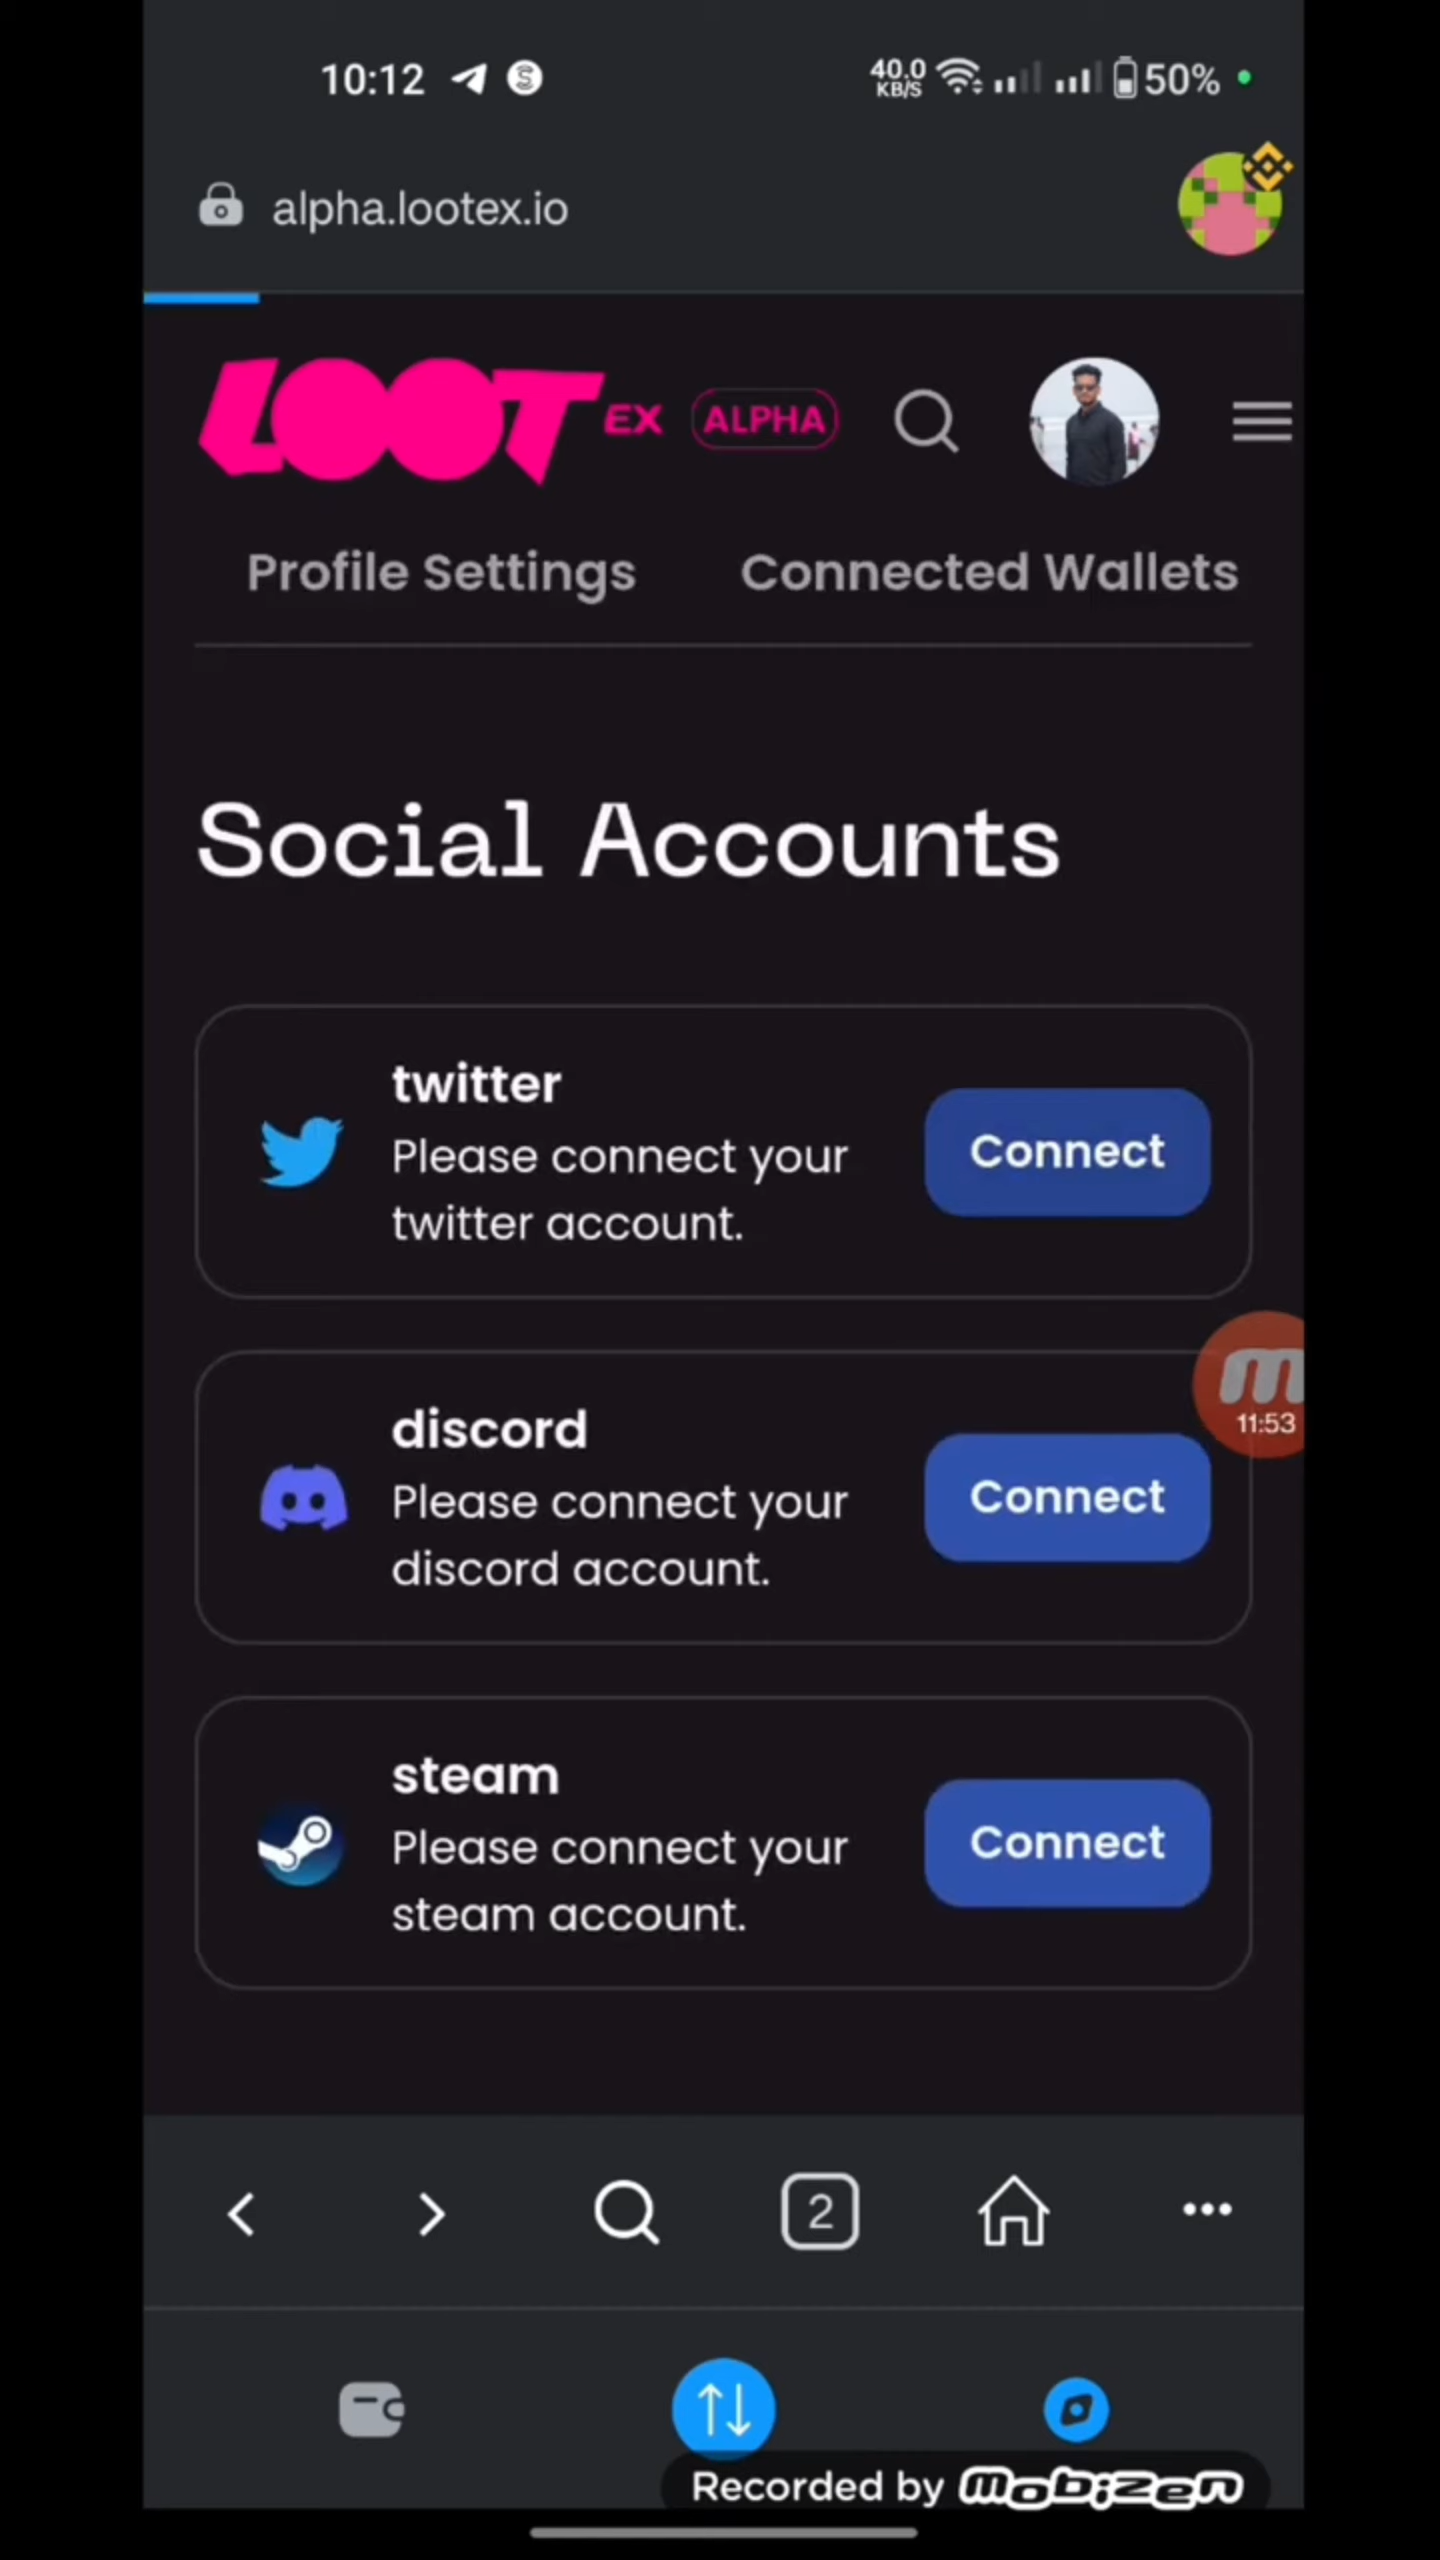 10:12
40.0
KB/S
50%
alpha.lootex.io
LOOT EX ALPHA
Profile Settings Connected Wallets
Social Accounts
twitter
Please connect your
twitter account.
Connect
11:53
discord
Please connect your
discord account.
Connect
steam
Please connect your
steam account.
Connect
2
Recorded by mobizen